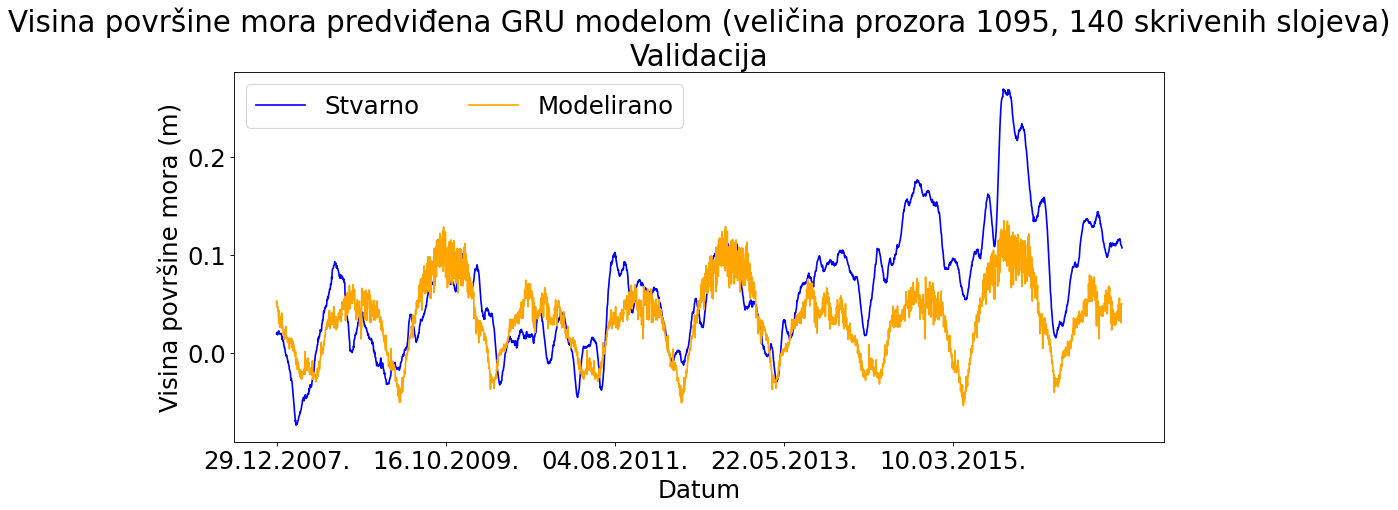 Visina površine mora predviđena GRU modelom (veličina prozora 1095, 140 skrivenih slojeva)
Validacija
Stvarno Modelirano
Visina površine mora (m)
0.2
0.1
0.0
29.12.2007. 16.10.2009. 04.08.2011. 22.05.2013. 10.03.2015.
Datum